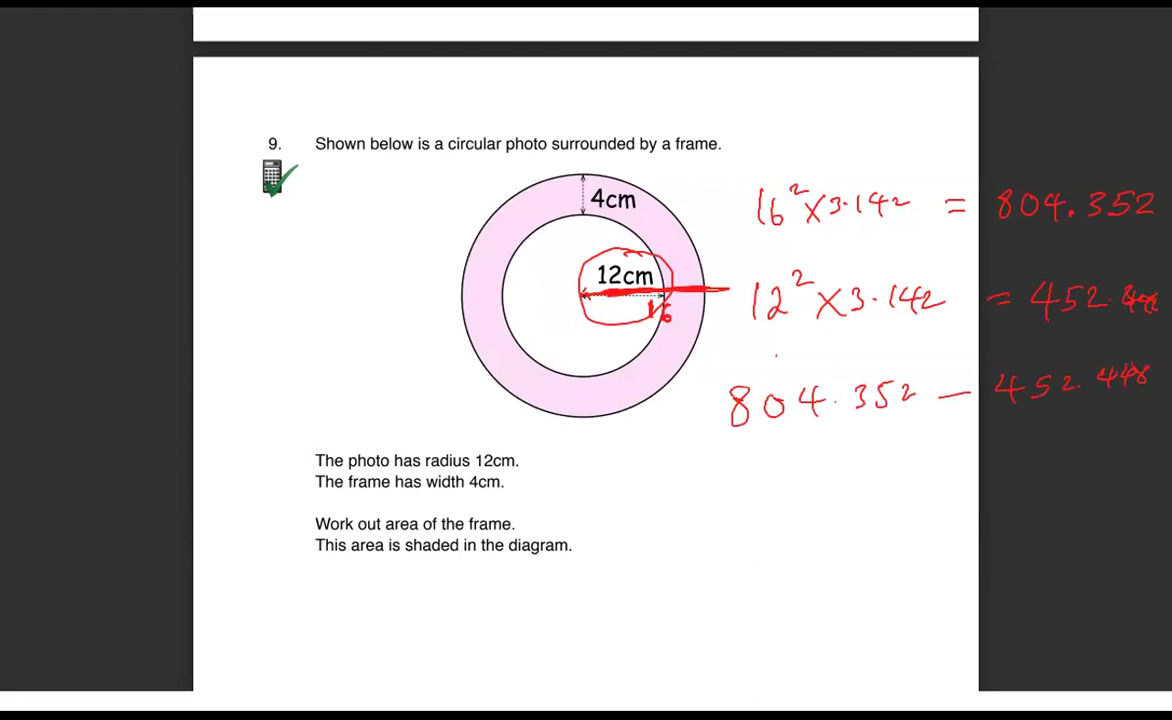 9. Shown below is a circular photo surrounded by a frame.
4cm
16² × 3.142 = 804.352
12cm
12² × 3.142 = 452.448
16
804.352 - 452.448
The photo has radius 12cm.
The frame has width 4cm.
Work out area of the frame.
This area is shaded in the diagram.